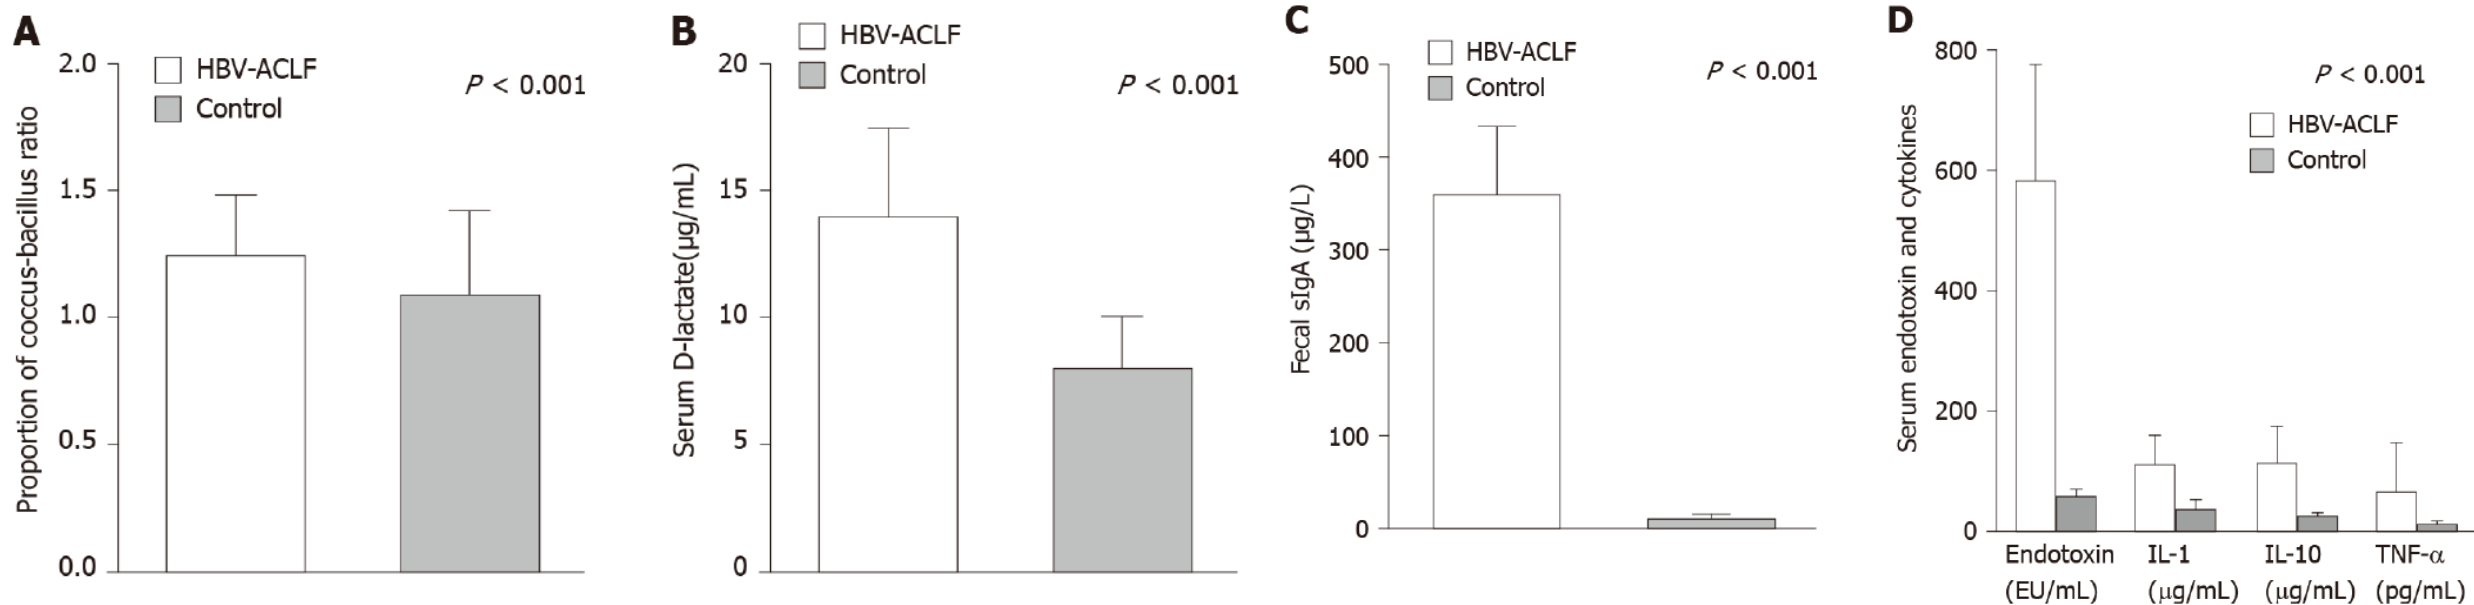 A
Proportion of coccus-bacillus ratio
2.0
1.5
1.0
0.5
0.0
HBV-ACLF
Control
P < 0.001
B
Serum D-lactate(μg/mL)
20
15
10
5
0
HBV-ACLF
Control
P < 0.001
C
Fecal sIgA (μg/L)
500
400
300
200
100
0
HBV-ACLF
Control
P < 0.001
D
Serum endotoxin and cytokines
800
600
400
200
0
P < 0.001
HBV-ACLF
Control
Endotoxin IL-1 IL-10 TNF-α
(EU/mL) (μg/mL) (μg/mL) (pg/mL)